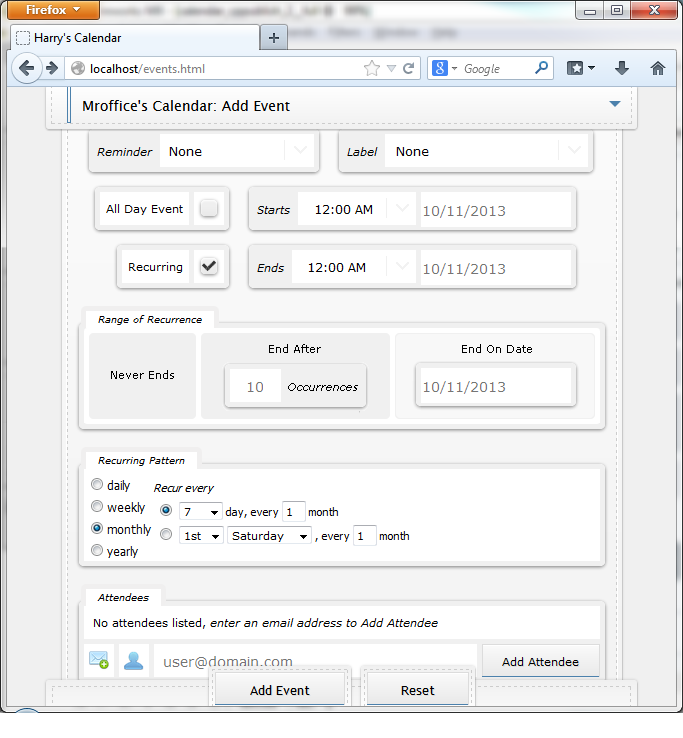 Firefox
Harry's Calendar
localhost/events.html
Google
Mroffice's Calendar: Add Event
Reminder None Label None
All Day Event Starts 12:00 AM 10/11/2013
Recurring Ends 12:00 AM 10/11/2013
Range of Recurrence
Never Ends
End After
10 Occurrences
End On Date
10/11/2013
Recurring Pattern
daily
weekly
monthly
yearly
Recur every
7 day, every 1 month
1st Saturday , every 1 month
Attendees
No attendees listed, enter an email address to Add Attendee
user@domain.com Add Attendee
Add Event Reset